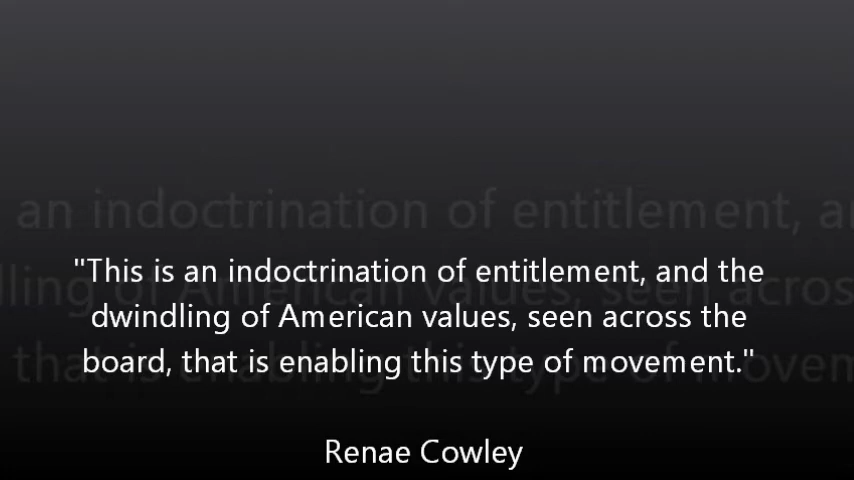 "This is an indoctrination of entitlement, and the
dwindling of American values, seen across the
board, that is enabling this type of movement."
Renae Cowley